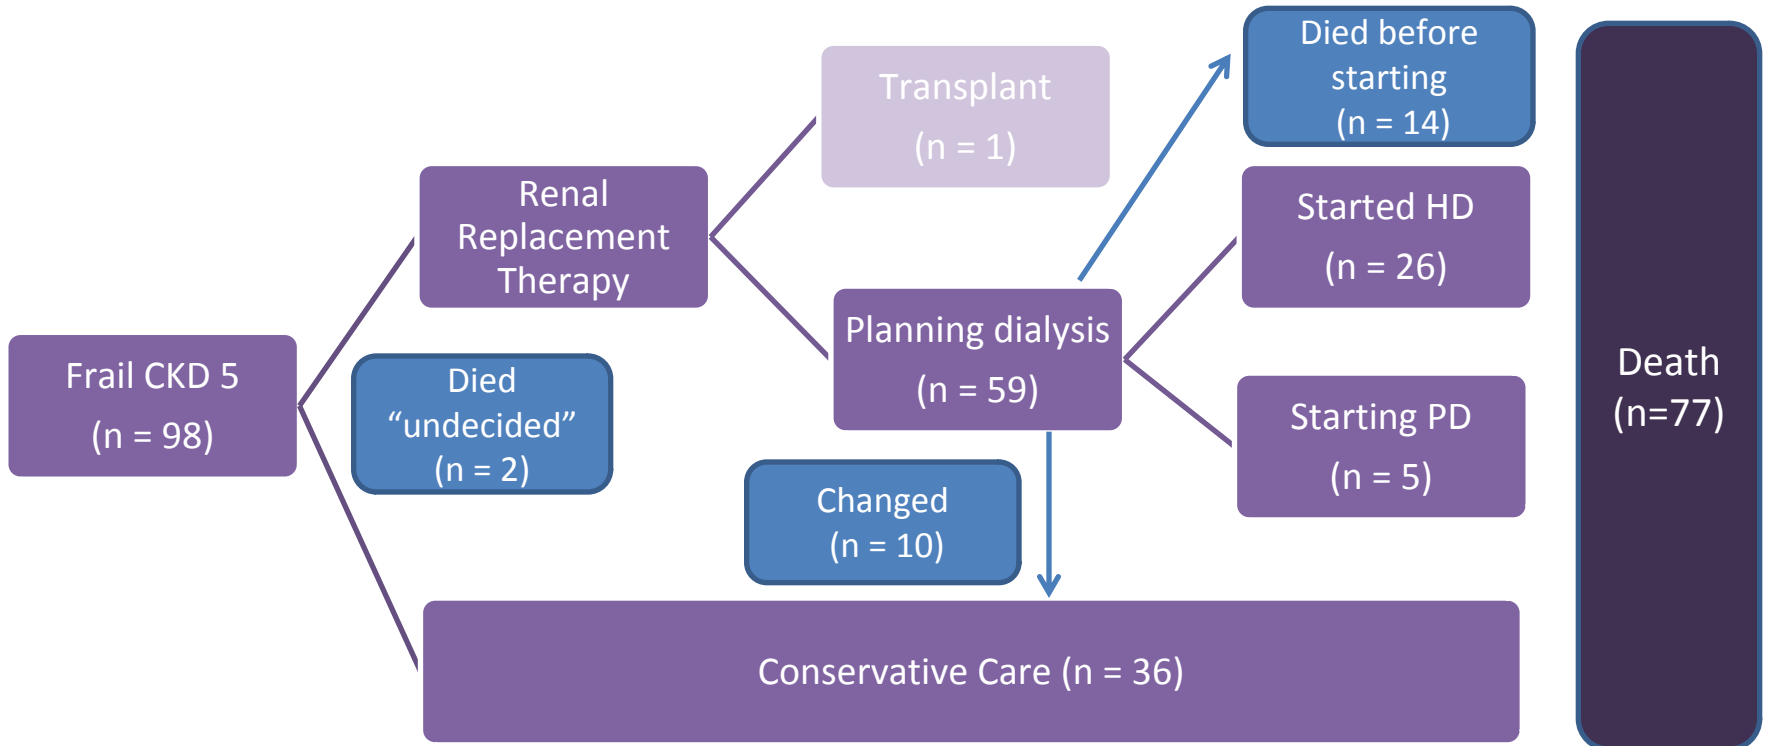 Frail CKD 5
(n = 98)
Renal
Replacement
Therapy
Died
“undecided”
(n = 2)
Transplant
(n = 1)
Planning dialysis
(n = 59)
Changed
(n = 10)
Died before
starting
(n = 14)
Started HD
(n = 26)
Starting PD
(n = 5)
Conservative Care (n = 36)
Death
(n=77)